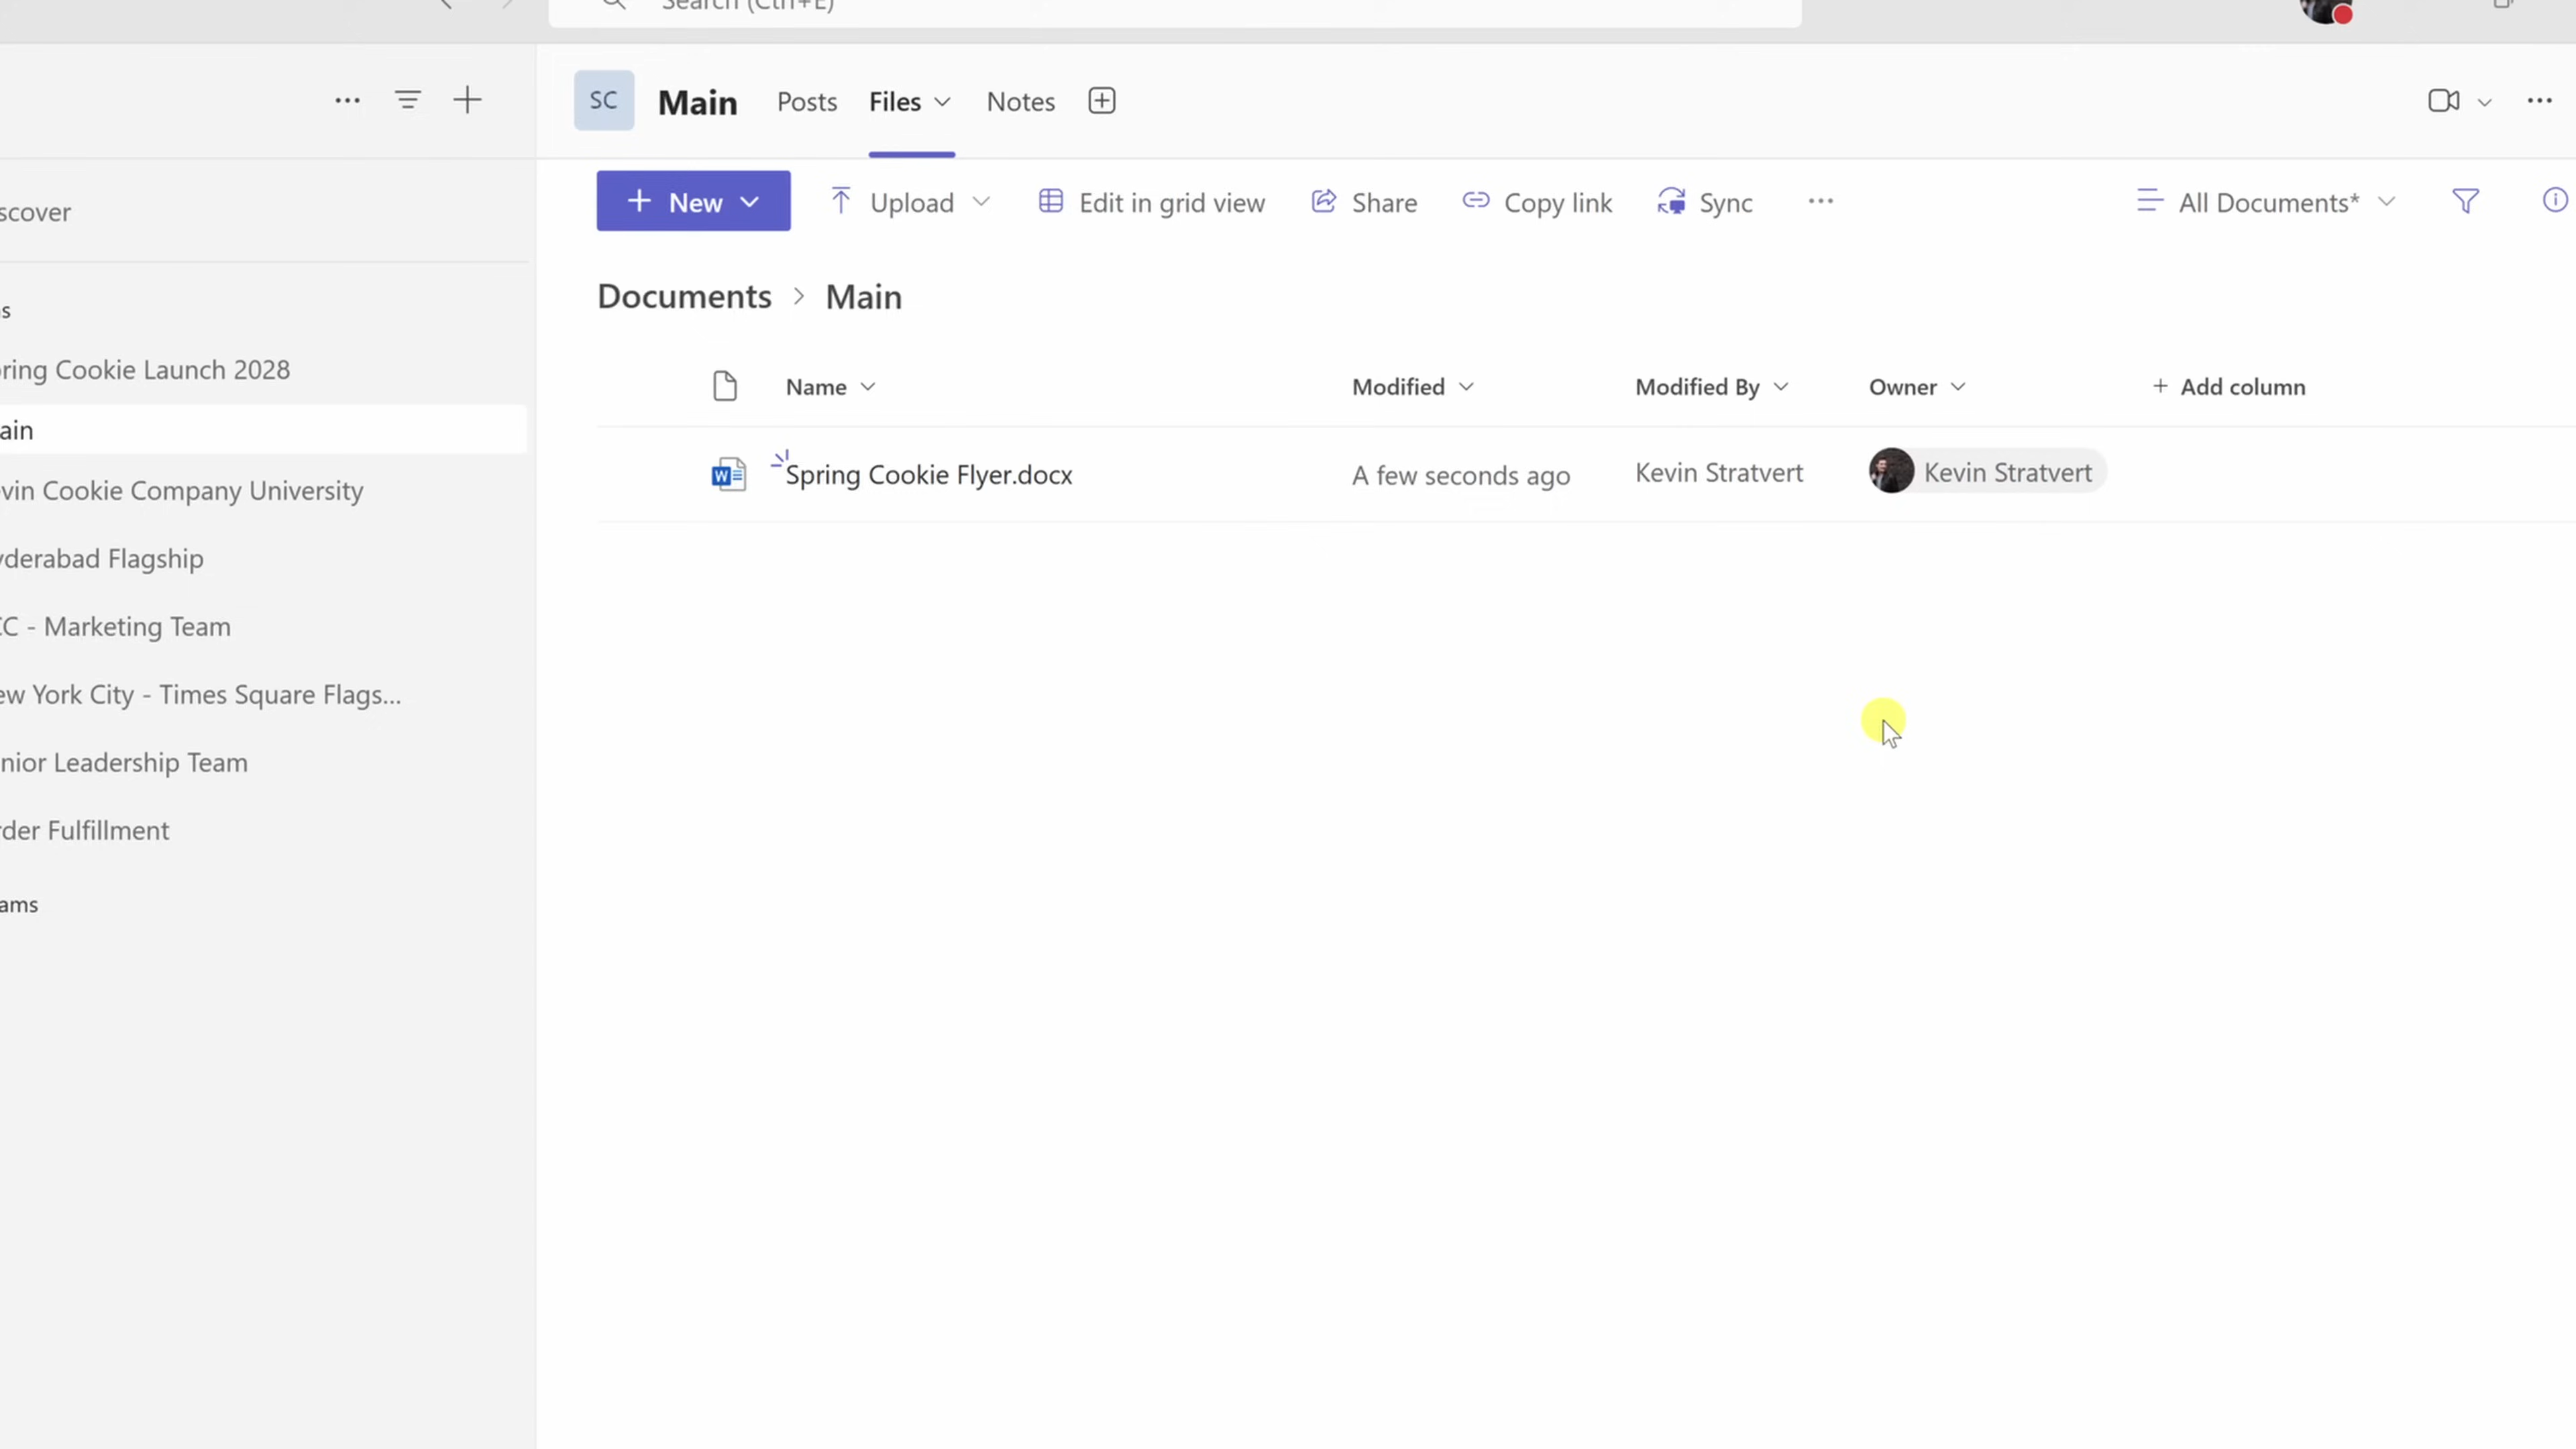 Search (Ctrl+E)
SC Main Posts Files Notes
New Upload Edit in grid view Share Copy link Sync All Documents*
scover
Documents > Main
s
ring Cookie Launch 2028
Name Modified Modified By Owner + Add column
ain
W Spring Cookie Flyer.docx A few seconds ago Kevin Stratvert Kevin Stratvert
vin Cookie Company University
yderabad Flagship
CC - Marketing Team
ew York City - Times Square Flags...
nior Leadership Team
der Fulfillment
ams